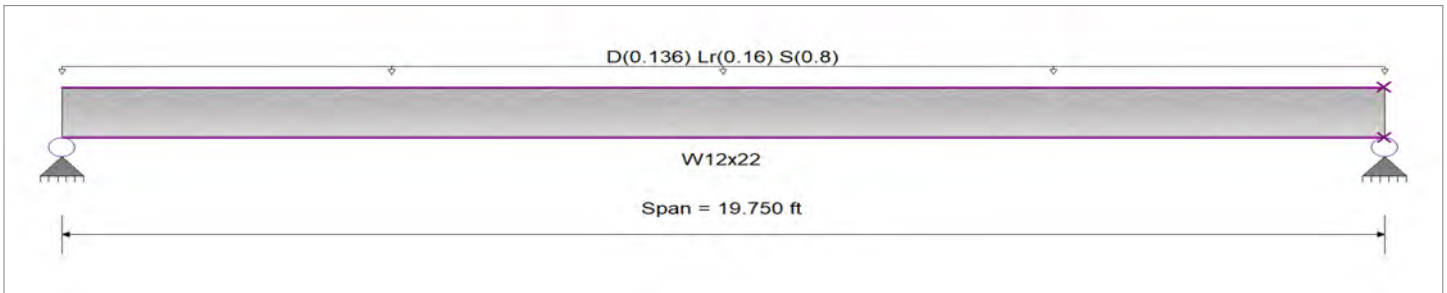 D(0.136) Lr(0.16) S(0.8)
W12x22
Span = 19.750 ft